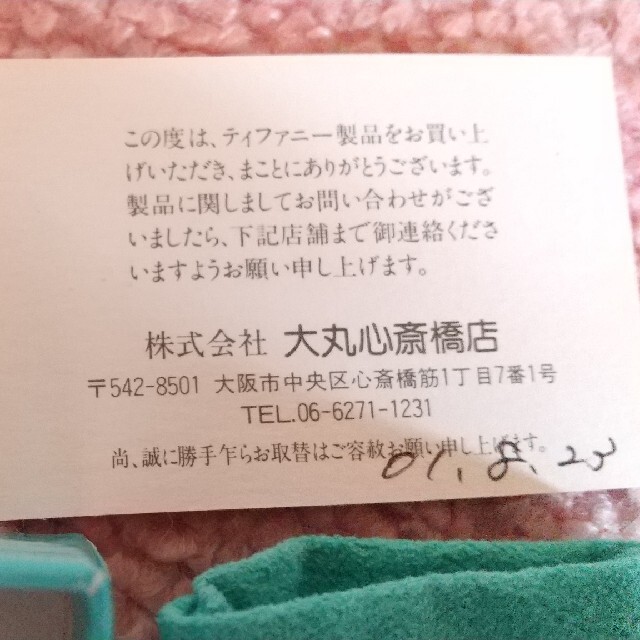 この度は、ティファニー製品をお買い上
げいただき、まことにありがとうございます。
製品に関しましてお問い合わせがござ
いましたら、下記店舗まで御連絡くださ
いますようお願い申し上げます。
株式会社 大丸心斎橋店
〒542-8501 大阪市中央区心斎橋筋1丁目7番1号
TEL.06-6271-1231
尚、誠に勝手乍らお取替はご容赦お願い申し上げます。
01.8.23